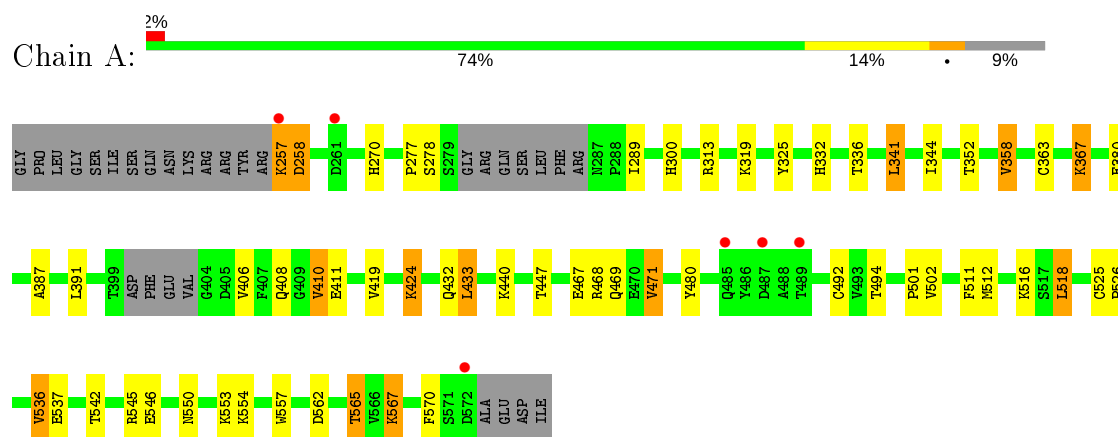 2%
Chain A:
74% 14% • 9%
GLY PRO LEU GLY SER ILE SER GLN ASN LYS ARG ARG TYR ARG K257 D258 D261 H270 P277 S278 S279 GLY ARG GLN SER LEU PHE ARG N287 P288 I289 H300 R313 K319 Y325 H332 T336 L341 I344 T352 V358 C363 K367
A387 L391 T399 ASP PHE GLU VAL G404 D405 V406 F407 Q408 G409 V410 E411 V419 K424 Q432 L433 K440 T447 E467 R468 Q469 E470 V471 Y480 Q485 Y486 D487 A488 T489 C492 V493 T494 P501 V502 F511 M512 K516 S517 L518 C525
V536 E537 T542 R545 E546 N550 K553 K554 W557 D562 T565 V566 K567 F570 S571 D572 ALA GLU ASP ILE